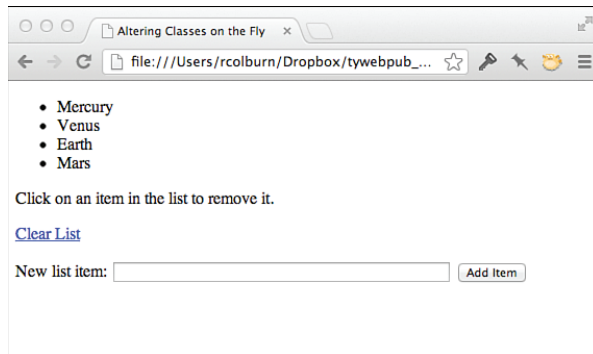 Altering Classes on the Fly
file:///Users/rcolburn/Dropbox/tywebpub_...
Mercury
Venus
Earth
Mars
Click on an item in the list to remove it.
Clear List
New list item: Add Item